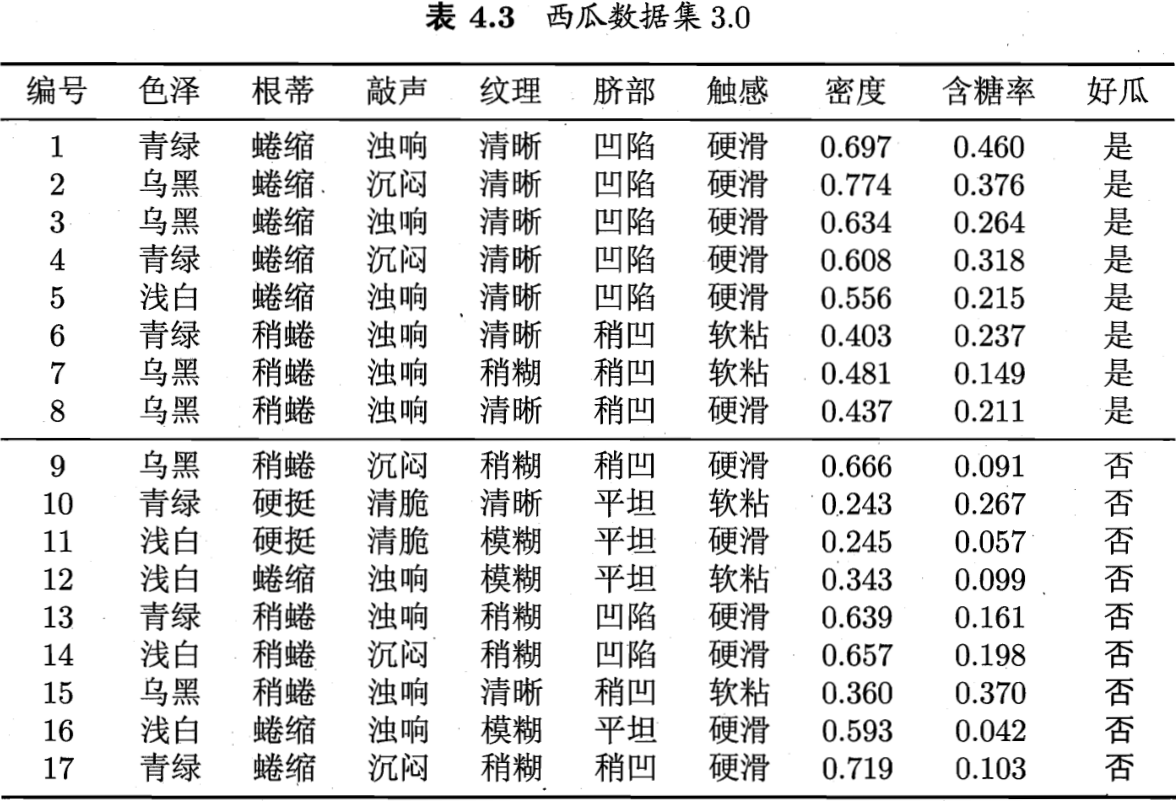 表 4.3 西瓜数据集 3.0
编号 色泽 根蒂 敲声 纹理 脐部 触感 密度 含糖率 好瓜
1 青绿 蜷缩 浊响 清晰 凹陷 硬滑 0.697 0.460 是
2 乌黑 蜷缩 沉闷 清晰 凹陷 硬滑 0.774 0.376 是
3 乌黑 蜷缩 浊响 清晰 凹陷 硬滑 0.634 0.264 是
4 青绿 蜷缩 沉闷 清晰 凹陷 硬滑 0.608 0.318 是
5 浅白 蜷缩 浊响 清晰 凹陷 硬滑 0.556 0.215 是
6 青绿 稍蜷 浊响 清晰 稍凹 软粘 0.403 0.237 是
7 乌黑 稍蜷 浊响 稍糊 稍凹 软粘 0.481 0.149 是
8 乌黑 稍蜷 浊响 清晰 稍凹 硬滑 0.437 0.211 是
9 乌黑 稍蜷 沉闷 稍糊 稍凹 硬滑 0.666 0.091 否
10 青绿 硬挺 清脆 清晰 平坦 软粘 0.243 0.267 否
11 浅白 硬挺 清脆 模糊 平坦 硬滑 0.245 0.057 否
12 浅白 蜷缩 浊响 模糊 平坦 软粘 0.343 0.099 否
13 青绿 稍蜷 浊响 稍糊 凹陷 硬滑 0.639 0.161 否
14 浅白 稍蜷 沉闷 稍糊 凹陷 硬滑 0.657 0.198 否
15 乌黑 稍蜷 浊响 清晰 稍凹 软粘 0.360 0.370 否
16 浅白 蜷缩 浊响 模糊 平坦 硬滑 0.593 0.042 否
17 青绿 蜷缩 沉闷 稍糊 稍凹 硬滑 0.719 0.103 否